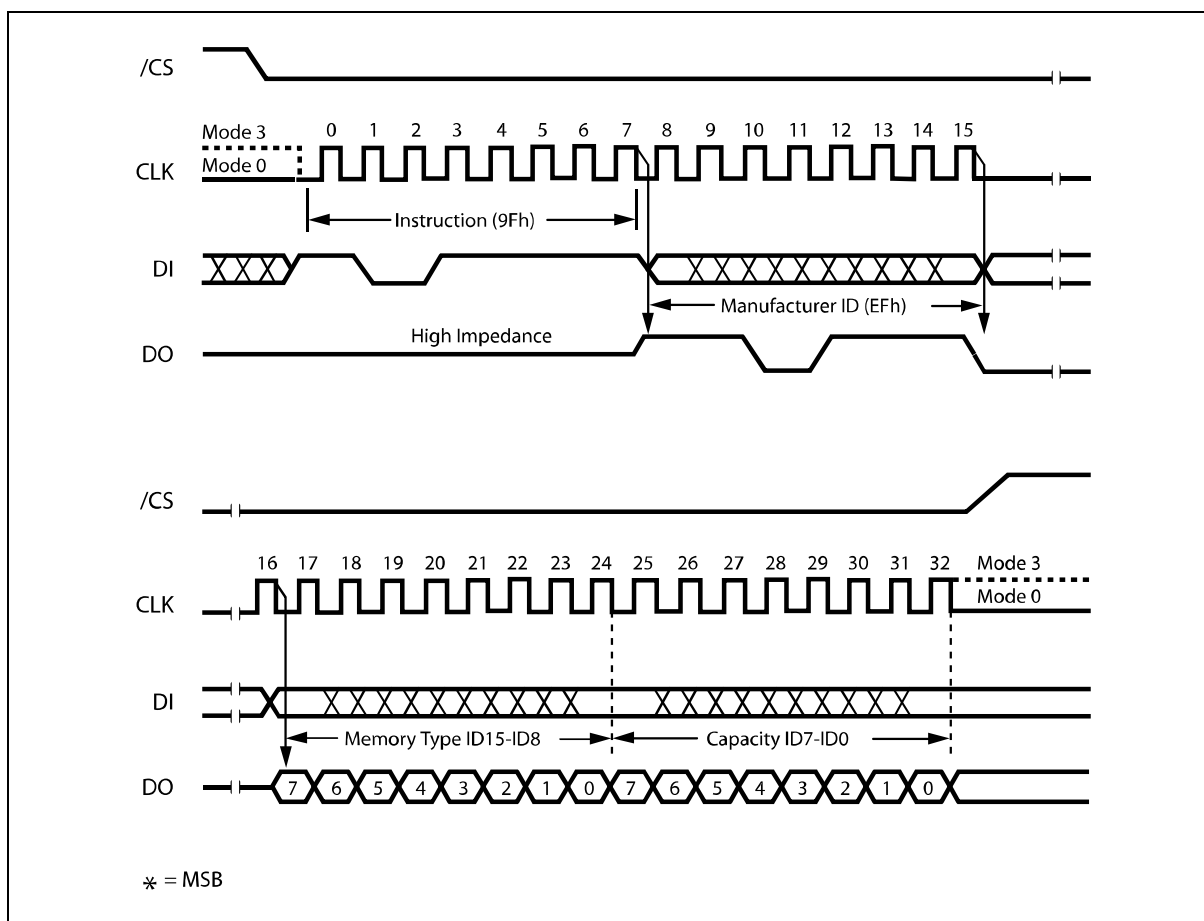 /CS
Mode 3
0 1 2 3 4 5 6 7 8 9 10 11 12 13 14 15
CLK
Mode 0
Instruction (9Fh)
DI
Manufacturer ID (EFh)
High Impedance
DO
/CS
16 17 18 19 20 21 22 23 24 25 26 27 28 29 30 31 32
Mode 3
CLK
Mode 0
DI
Memory Type ID15-ID8 Capacity ID7-ID0
DO 7 6 5 4 3 2 1 0 7 6 5 4 3 2 1 0
* = MSB